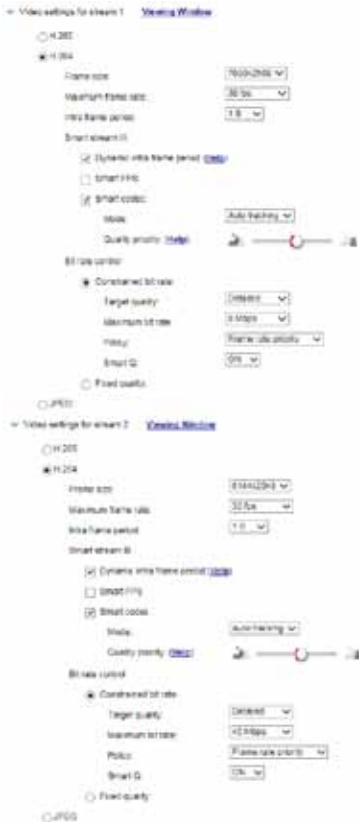 Video settings for stream 1 Viewing Window
H.265
H.264
Frame size:
Maximum frame rate: 30 fps
Intra frame period: 1 S
Smart stream III:
Dynamic intra frame period (Help)
Smart FPS
Smart codec:
Mode: Auto tracking
Quality priority: (Help)
Bit rate control
Constrained bit rate:
Target quality: Detailed
Maximum bit rate: Mbps
Policy: Frame rate priority
Smart Q:
Fixed quality:
JPEG
Video settings for stream 2 Viewing Window
H.265
H.264
Frame size:
Maximum frame rate: fps
Intra frame period: 1 S
Smart stream III:
Dynamic intra frame period (Help)
Smart FPS
Smart codec:
Mode: Auto tracking
Quality priority: (Help)
Bit rate control
Constrained bit rate:
Target quality: Detailed
Maximum bit rate: Mbps
Policy: Frame rate priority
Smart Q:
Fixed quality:
JPEG